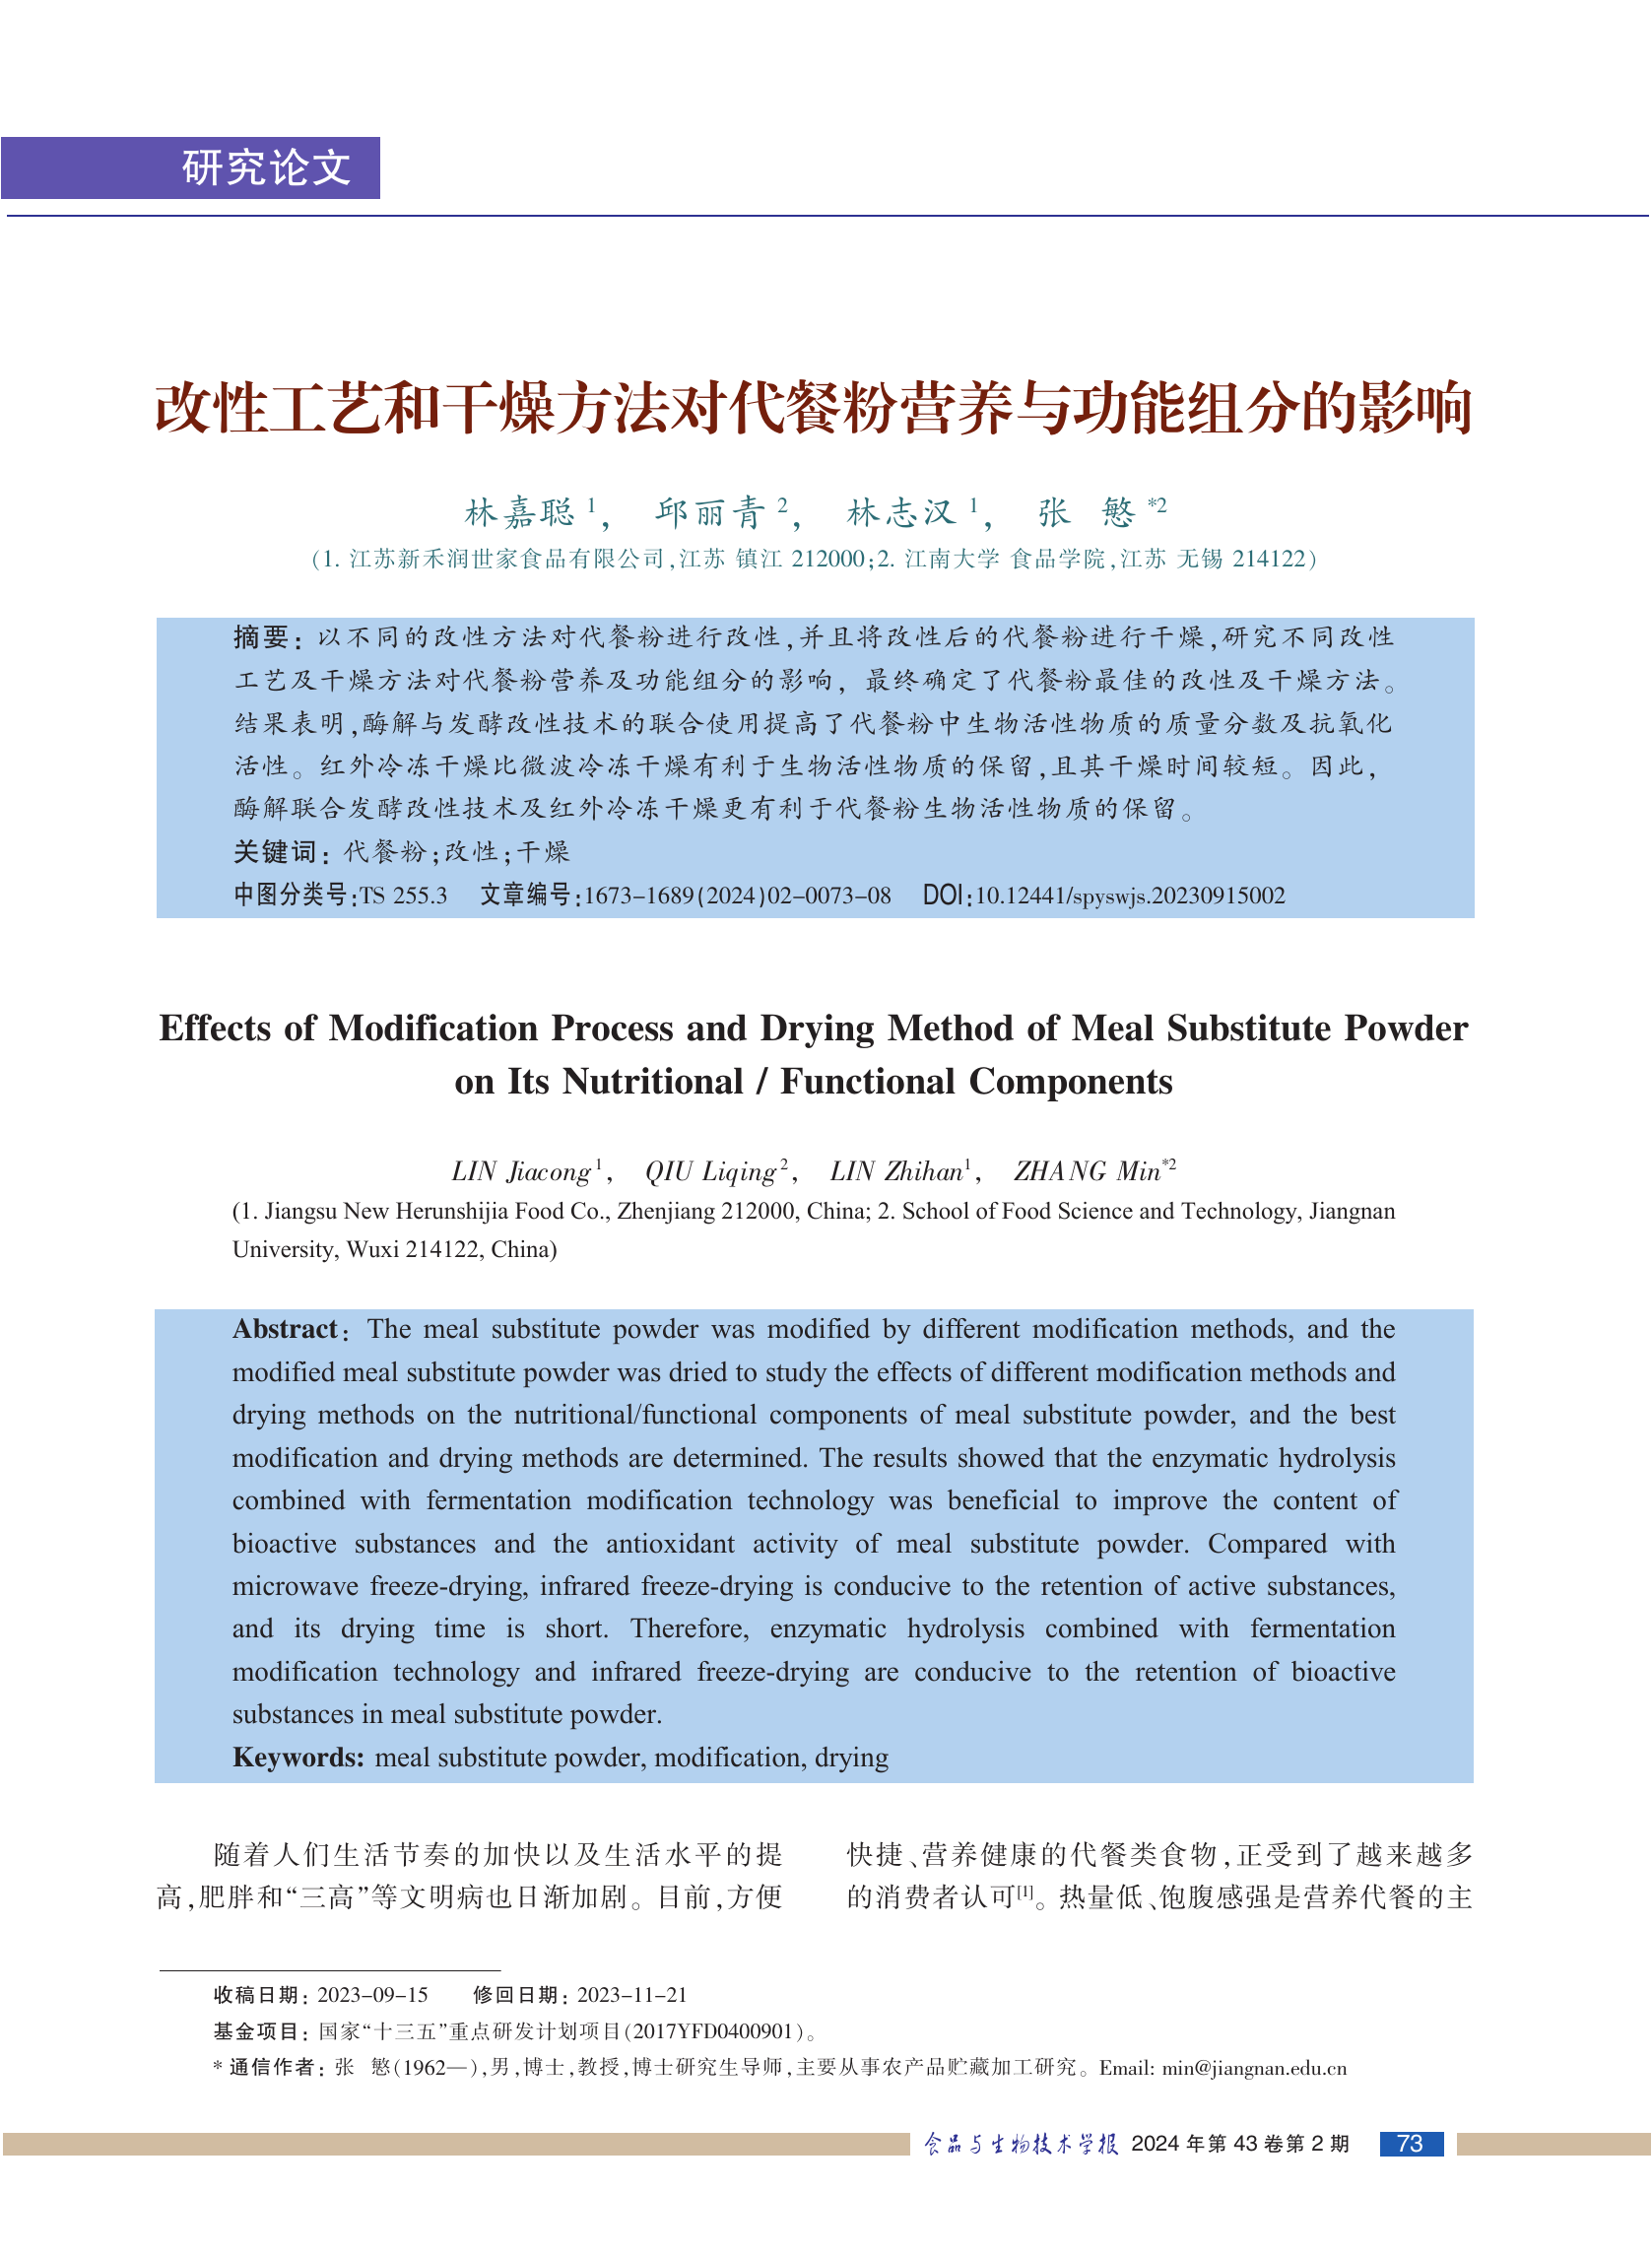 研究论文
改性工艺和干燥方法对代餐粉营养与功能组分的影响
林嘉聪 1， 邱丽青 2， 林志汉 1， 张 慜 *2
(1. 江苏新禾润世家食品有限公司,江苏 镇江 212000;2. 江南大学 食品学院,江苏 无锡 214122)
摘要：以不同的改性方法对代餐粉进行改性,并且将改性后的代餐粉进行干燥,研究不同改性
工艺及干燥方法对代餐粉营养及功能组分的影响，最终确定了代餐粉最佳的改性及干燥方法。
结果表明,酶解与发酵改性技术的联合使用提高了代餐粉中生物活性物质的质量分数及抗氧化
活性。红外冷冻干燥比微波冷冻干燥有利于生物活性物质的保留,且其干燥时间较短。因此，
酶解联合发酵改性技术及红外冷冻干燥更有利于代餐粉生物活性物质的保留。
关键词：代餐粉;改性;干燥
中图分类号:TS 255.3 文章编号:1673-1689(2024)02-0073-08 DOI:10.12441/spyswjs.20230915002
Effects of Modification Process and Drying Method of Meal Substitute Powder
on Its Nutritional / Functional Components
LIN Jiacong1， QIU Liqing2， LIN Zhihan1， ZHANG Min*2
(1. Jiangsu New Herunshijia Food Co., Zhenjiang 212000, China; 2. School of Food Science and Technology, Jiangnan
University, Wuxi 214122, China)
Abstract： The meal substitute powder was modified by different modification methods, and the
modified meal substitute powder was dried to study the effects of different modification methods and
drying methods on the nutritional/functional components of meal substitute powder, and the best
modification and drying methods are determined. The results showed that the enzymatic hydrolysis
combined with fermentation modification technology was beneficial to improve the content of
bioactive substances and the antioxidant activity of meal substitute powder. Compared with
microwave freeze-drying, infrared freeze-drying is conducive to the retention of active substances,
and its drying time is short. Therefore, enzymatic hydrolysis combined with fermentation
modification technology and infrared freeze-drying are conducive to the retention of bioactive
substances in meal substitute powder.
Keywords: meal substitute powder, modification, drying
随着人们生活节奏的加快以及生活水平的提
高,肥胖和“三高”等文明病也日渐加剧。目前,方便
快捷、营养健康的代餐类食物,正受到了越来越多
的消费者认可[1]。热量低、饱腹感强是营养代餐的主
收稿日期：2023-09-15 修回日期：2023-11-21
基金项目：国家“十三五”重点研发计划项目(2017YFD0400901)。
* 通信作者：张 慜(1962—),男,博士,教授,博士研究生导师,主要从事农产品贮藏加工研究。Email: min@jiangnan.edu.cn
食品与生物技术学报 2024 年第 43 卷第 2 期 73